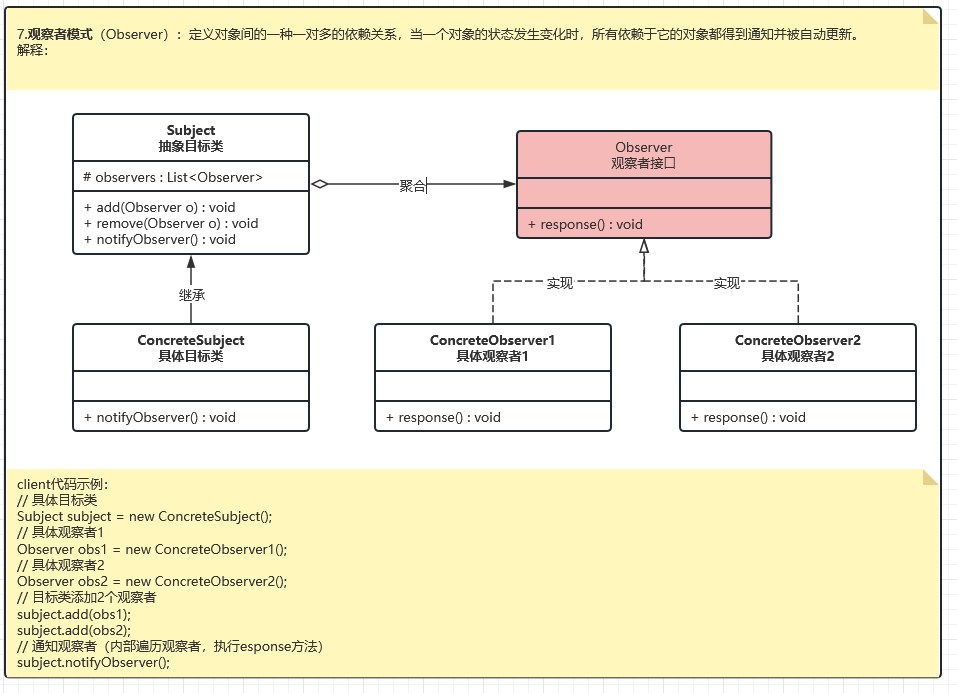 7.观察者模式（Observer）：定义对象间的一种一对多的依赖关系，当一个对象的状态发生变化时，所有依赖于它的对象都得到通知并被自动更新。
解释：
Subject
抽象目标类
# observers : List<Observer>
+ add(Observer o) : void
+ remove(Observer o) : void
+ notifyObserver() : void
聚合
Observer
观察者接口
+ response() : void
继承
实现
实现
ConcreteSubject
具体目标类
+ notifyObserver() : void
ConcreteObserver1
具体观察者1
+ response() : void
ConcreteObserver2
具体观察者2
+ response() : void
client代码示例：
// 具体目标类
Subject subject = new ConcreteSubject();
// 具体观察者1
Observer obs1 = new ConcreteObserver1();
// 具体观察者2
Observer obs2 = new ConcreteObserver2();
// 目标类添加2个观察者
subject.add(obs1);
subject.add(obs2);
// 通知观察者（内部遍历观察者，执行esponse方法）
subject.notifyObserver();